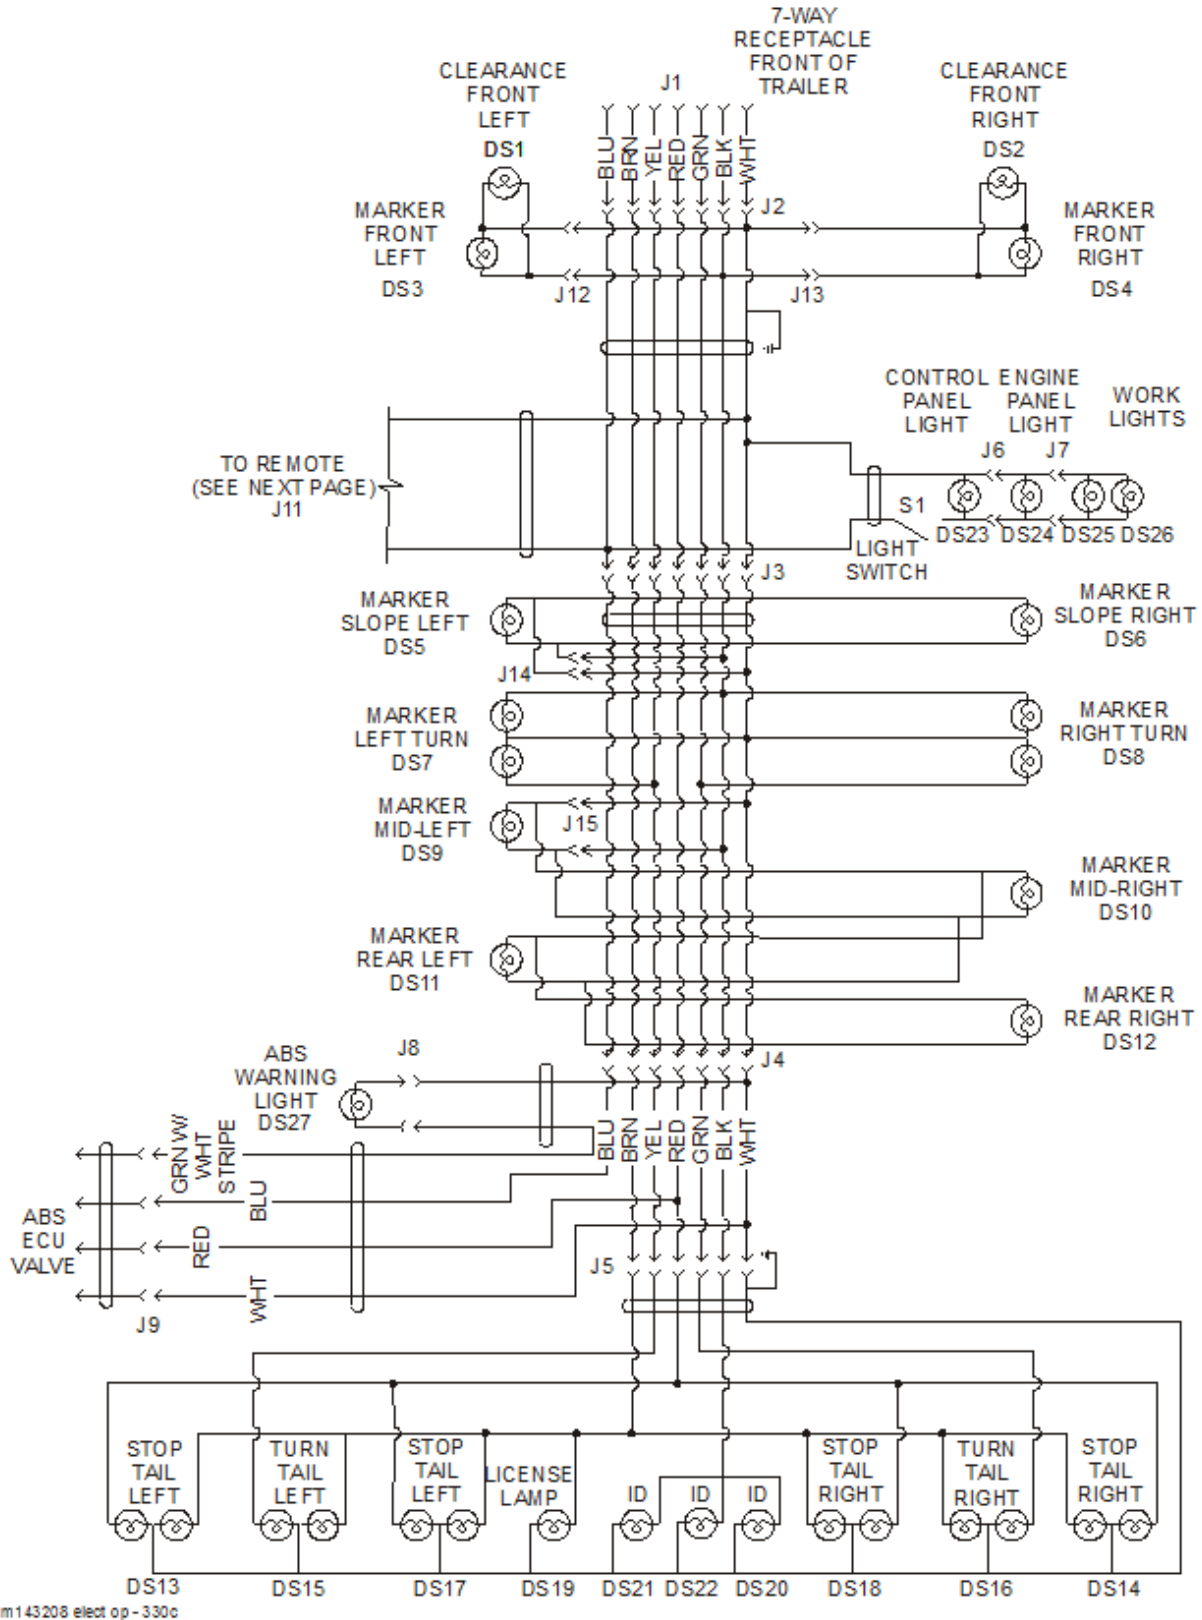 7-WAY
RECEPTACLE
FRONT OF
TRAILER
J1
CLEARANCE
FRONT
LEFT
DS1
CLEARANCE
FRONT
RIGHT
DS2
BLU
BRN
YEL
RED
GRN
BLK
WHT
J2
MARKER
FRONT
LEFT
DS3
MARKER
FRONT
RIGHT
DS4
J12
J13
CONTROL
PANEL
LIGHT
ENGINE
PANEL
LIGHT
WORK
LIGHTS
J6
J7
TO REMOTE
(SEE NEXT PAGE)
J11
S1
DS23
DS24
DS25
DS26
LIGHT
SWITCH
J3
MARKER
SLOPE LEFT
DS5
MARKER
SLOPE RIGHT
DS6
J14
MARKER
LEFT TURN
DS7
MARKER
RIGHT TURN
DS8
MARKER
MID-LEFT
DS9
J15
MARKER
MID-RIGHT
DS10
MARKER
REAR LEFT
DS11
MARKER
REAR RIGHT
DS12
J4
J8
ABS
WARNING
LIGHT
DS27
BLU
BRN
YEL
RED
GRN
BLK
WHT
GRN W/
WHT
STRIPE
BLU
RED
WHT
ABS
ECU
VALVE
J9
J5
STOP
TAIL
LEFT
TURN
TAIL
LEFT
STOP
TAIL
LEFT
LICENSE
LAMP
ID
ID
ID
STOP
TAIL
RIGHT
TURN
TAIL
RIGHT
STOP
TAIL
RIGHT
DS13
DS15
DS17
DS19
DS21
DS22
DS20
DS18
DS16
DS14
m143208 elect op - 330c